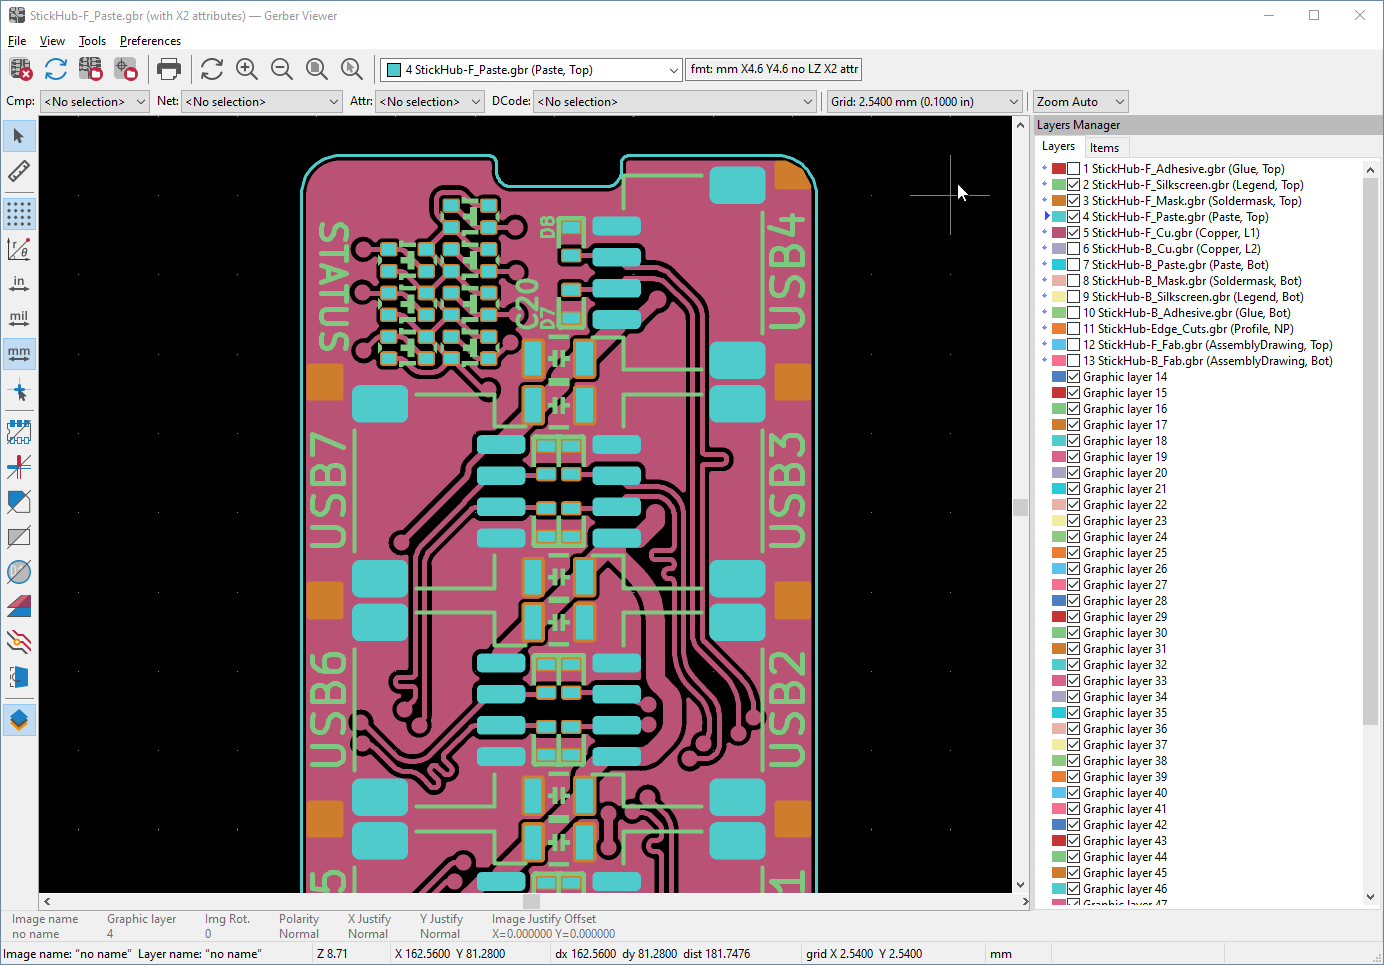 StickHub-F_Paste.gbr (with X2 attributes) — Gerber Viewer
File View Tools Preferences
4 StickHub-F_Paste.gbr (Paste, Top)
fmt: mm X4.6 Y4.6 no LZ X2 attr
Cmp: <No selection> Net: <No selection> Attr: <No selection> DCode: <No selection> Grid: 2.5400 mm (0.1000 in) Zoom Auto
in
mil
mm
STATUS
D8
C20
D7
USB4
USB7
USB3
USB6
USB2
5
1
Layers Manager
Layers Items
1 StickHub-F_Adhesive.gbr (Glue, Top)
2 StickHub-F_Silkscreen.gbr (Legend, Top)
3 StickHub-F_Mask.gbr (Soldermask, Top)
4 StickHub-F_Paste.gbr (Paste, Top)
5 StickHub-F_Cu.gbr (Copper, L1)
6 StickHub-B_Cu.gbr (Copper, L2)
7 StickHub-B_Paste.gbr (Paste, Bot)
8 StickHub-B_Mask.gbr (Soldermask, Bot)
9 StickHub-B_Silkscreen.gbr (Legend, Bot)
10 StickHub-B_Adhesive.gbr (Glue, Bot)
11 StickHub-Edge_Cuts.gbr (Profile, NP)
12 StickHub-F_Fab.gbr (AssemblyDrawing, Top)
13 StickHub-B_Fab.gbr (AssemblyDrawing, Bot)
Graphic layer 14
Graphic layer 15
Graphic layer 16
Graphic layer 17
Graphic layer 18
Graphic layer 19
Graphic layer 20
Graphic layer 21
Graphic layer 22
Graphic layer 23
Graphic layer 24
Graphic layer 25
Graphic layer 26
Graphic layer 27
Graphic layer 28
Graphic layer 29
Graphic layer 30
Graphic layer 31
Graphic layer 32
Graphic layer 33
Graphic layer 34
Graphic layer 35
Graphic layer 36
Graphic layer 37
Graphic layer 38
Graphic layer 39
Graphic layer 40
Graphic layer 41
Graphic layer 42
Graphic layer 43
Graphic layer 44
Graphic layer 45
Graphic layer 46
Graphic layer 47
Image name Graphic layer Img Rot. Polarity X Justify Y Justify Image Justify Offset
no name 4 0 Normal Normal Normal X=0.000000 Y=0.000000
Image name: "no name" Layer name: "no name" Z 8.71 X 162.5600 Y 81.2800 dx 162.5600 dy 81.2800 dist 181.7476 grid X 2.5400 Y 2.5400 mm